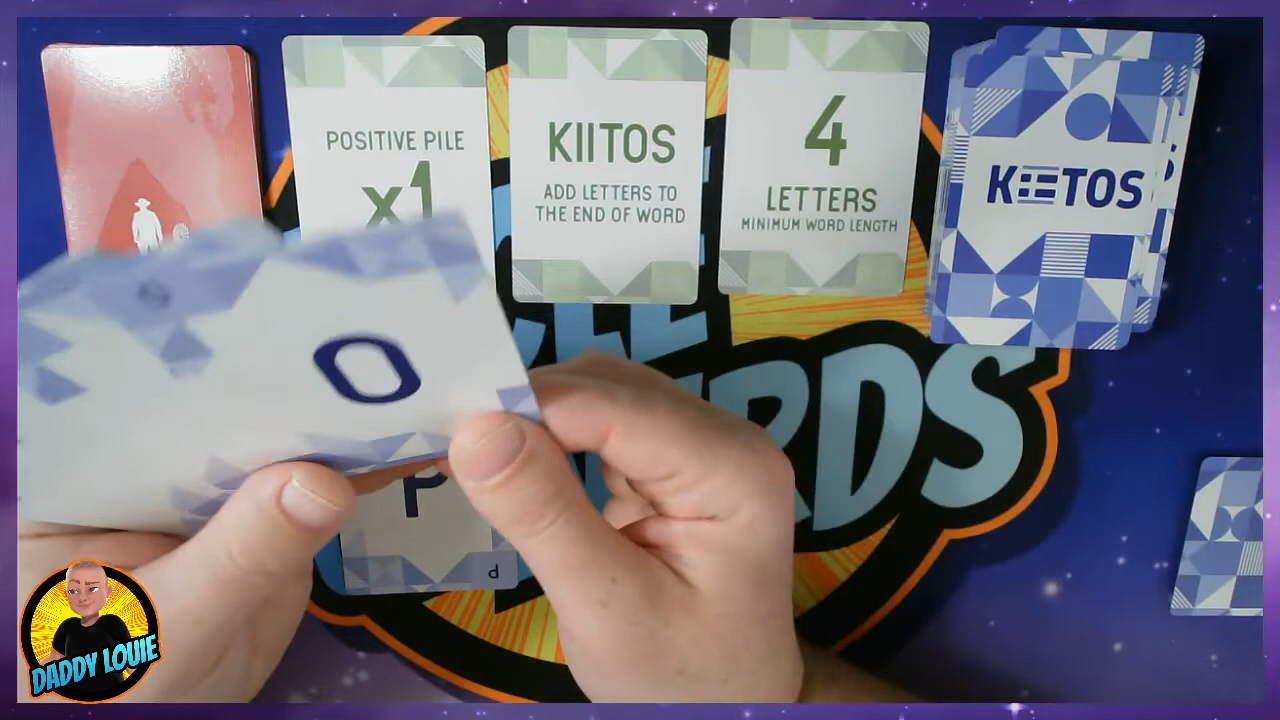 POSITIVE PILE
x1
KIITOS
ADD LETTERS TO
THE END OF WORD
4
LETTERS
MINIMUM WORD LENGTH
KIITOS
O
P
P
DADDY LOUIE